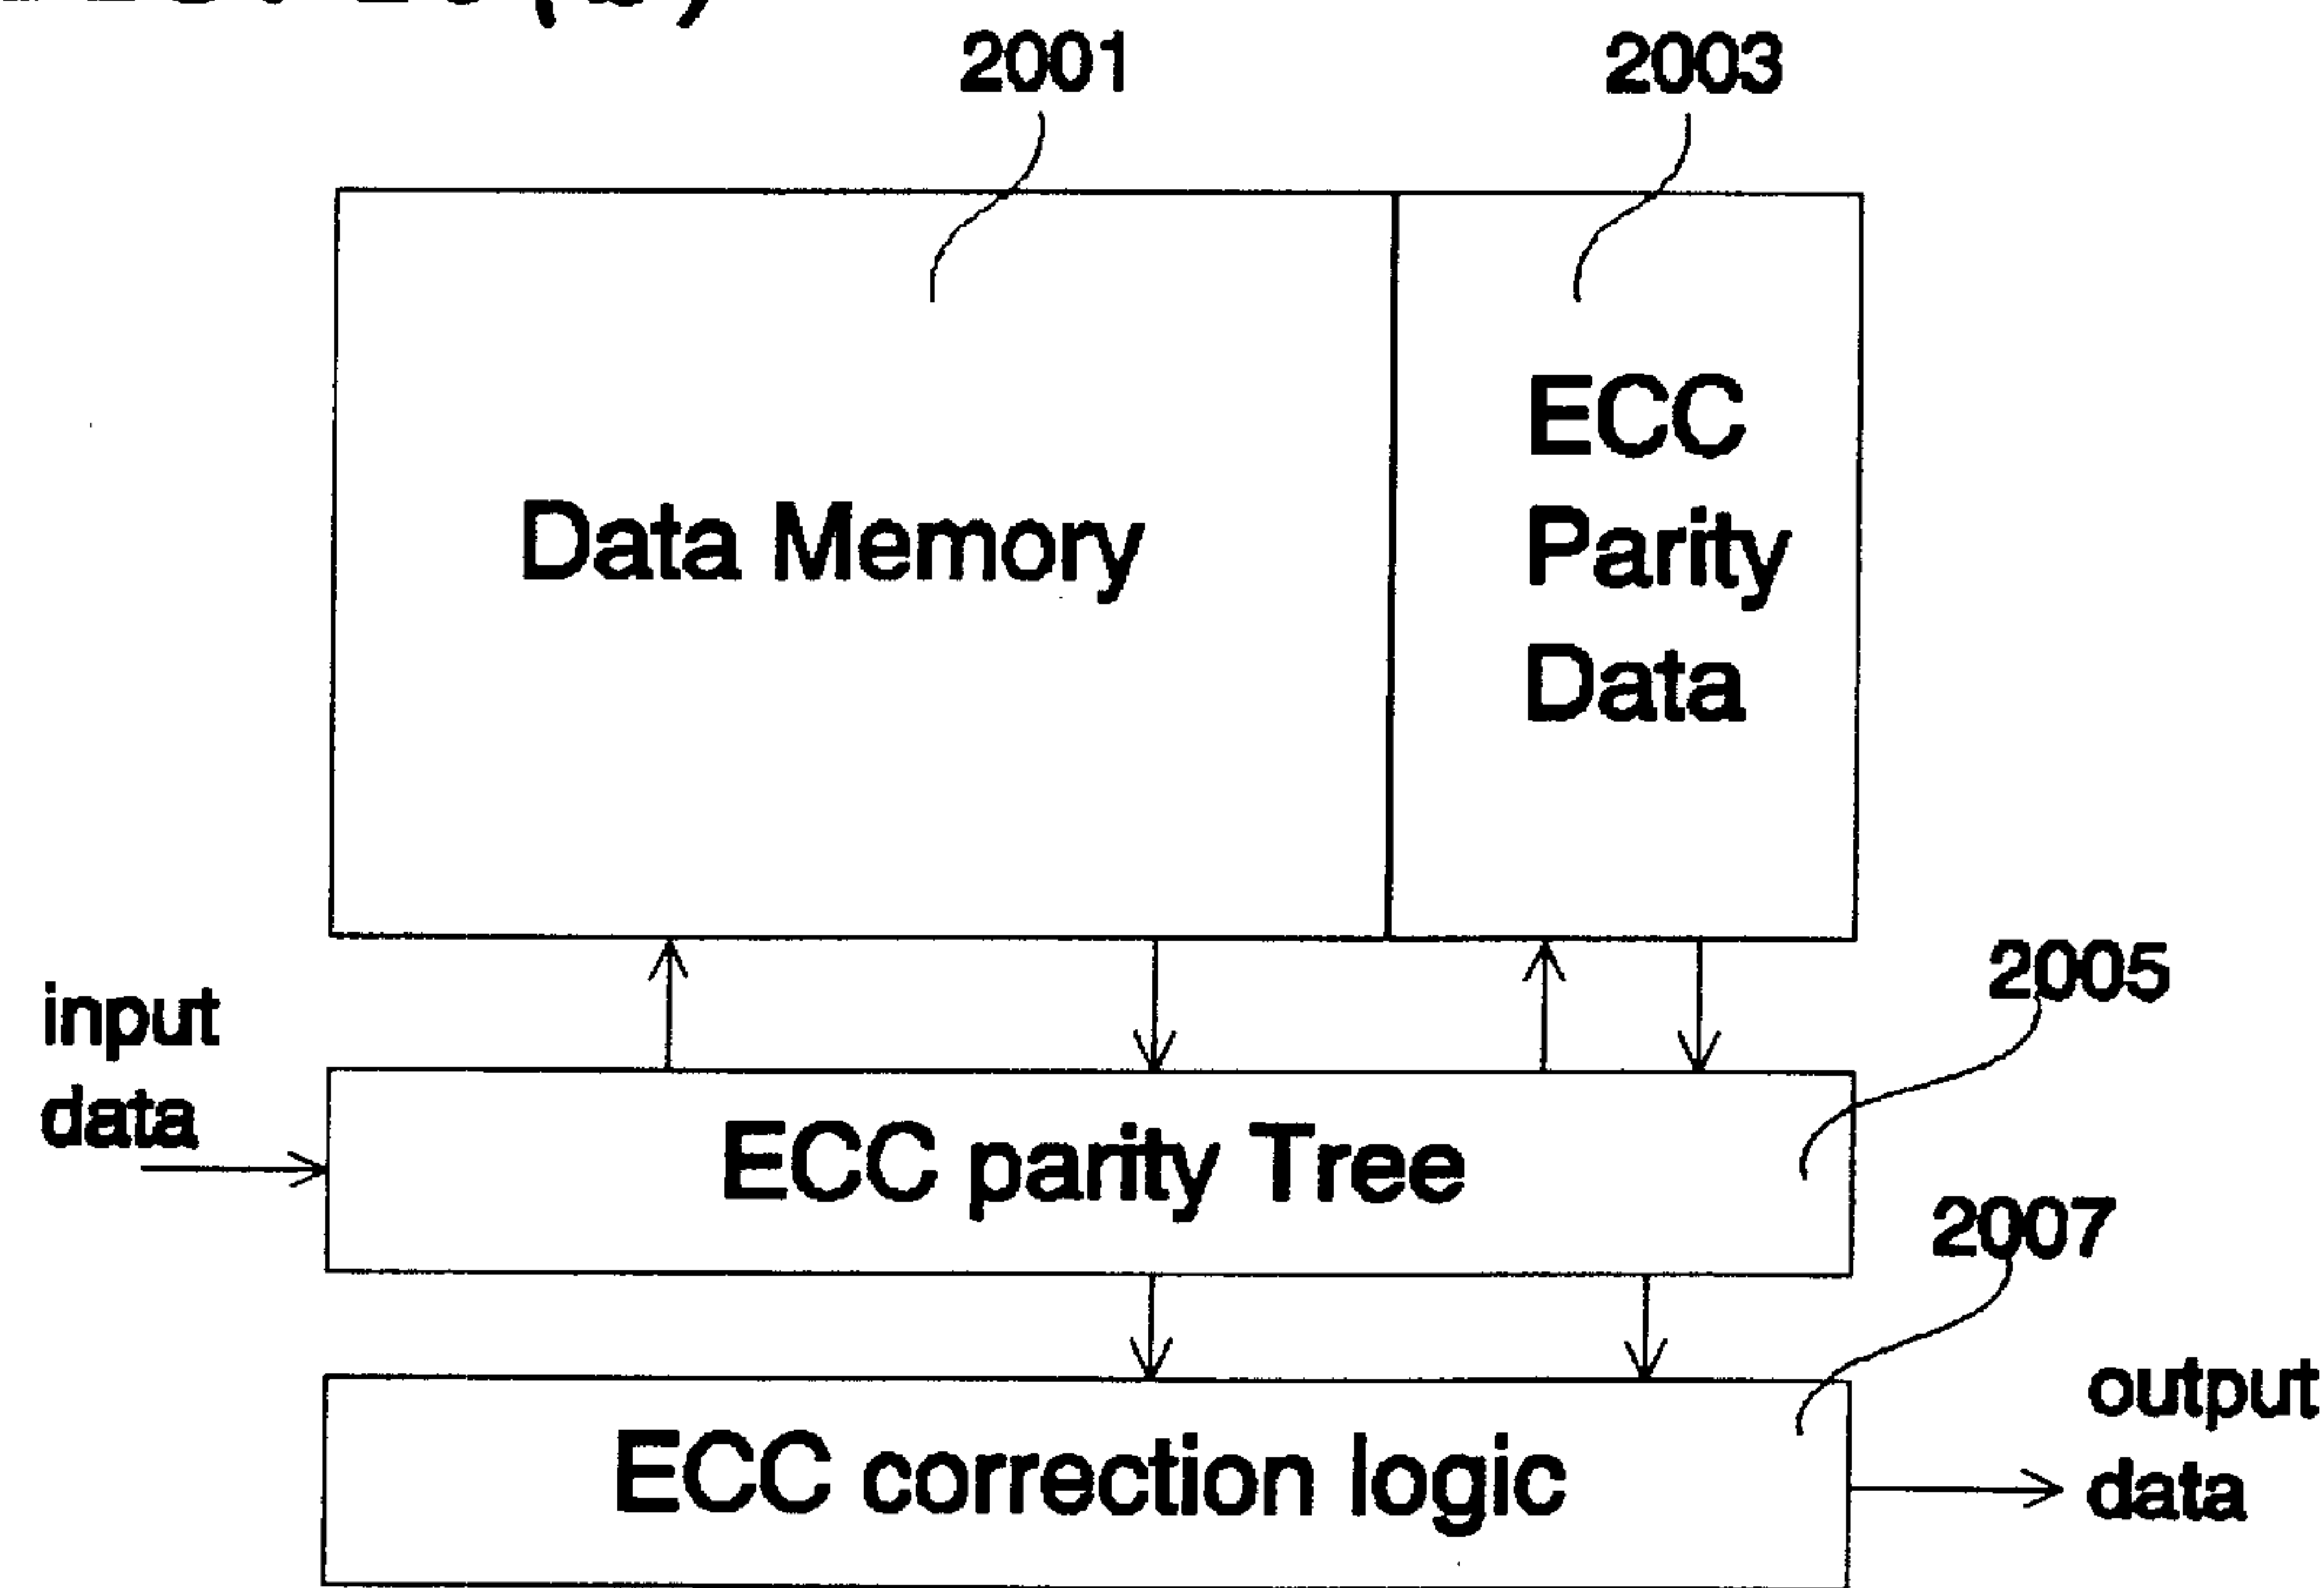 2001
2003
Data Memory
ECC
Parity
Data
2005
input
data
ECC parity Tree
2007
ECC correction logic
output
data